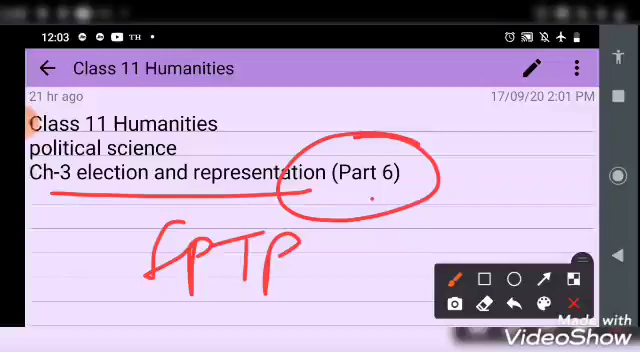 12:03 TH
Class 11 Humanities
21 hr ago 17/09/20 2:01 PM
Class 11 Humanities
political science
Ch-3 election and representation (Part 6)
FPTP
Made with
VideoShow